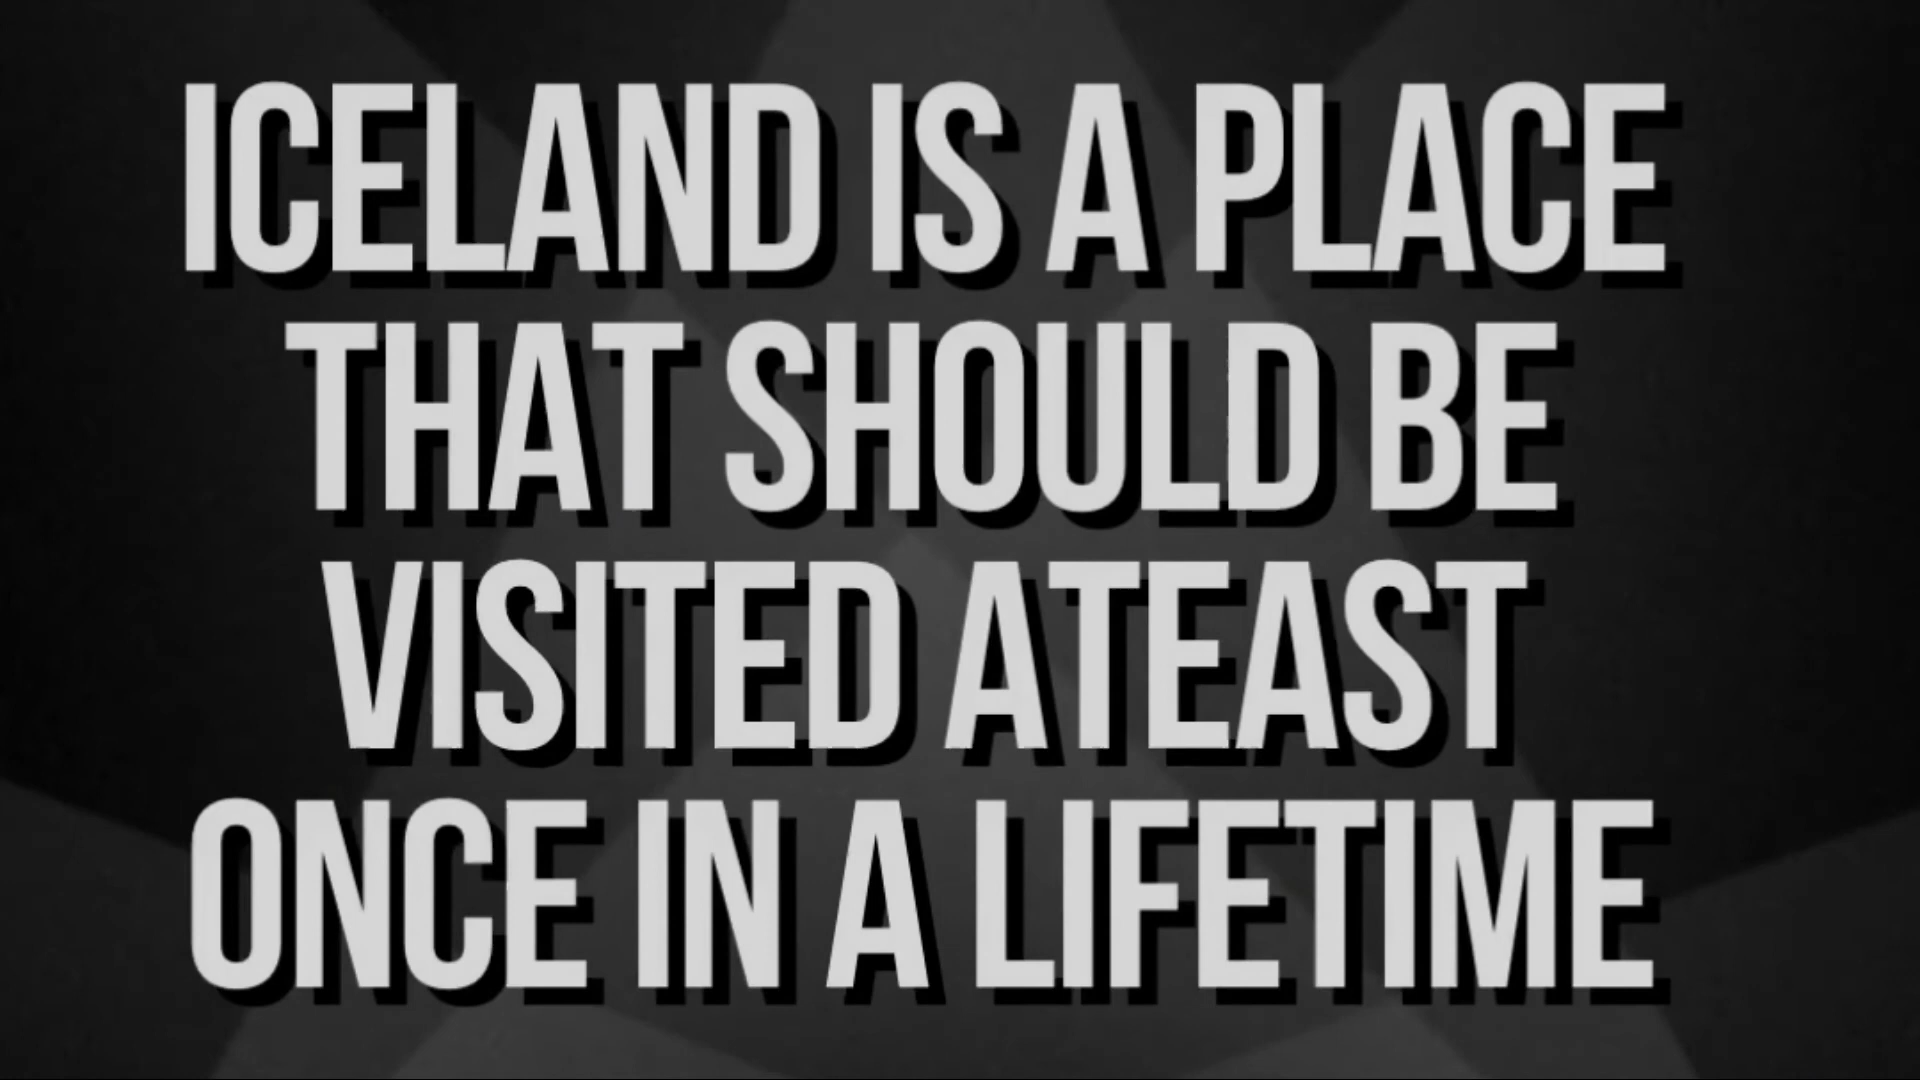 ICELAND IS A PLACE
THAT SHOULD BE
VISITED ATEAST
ONCE IN A LIFETIME